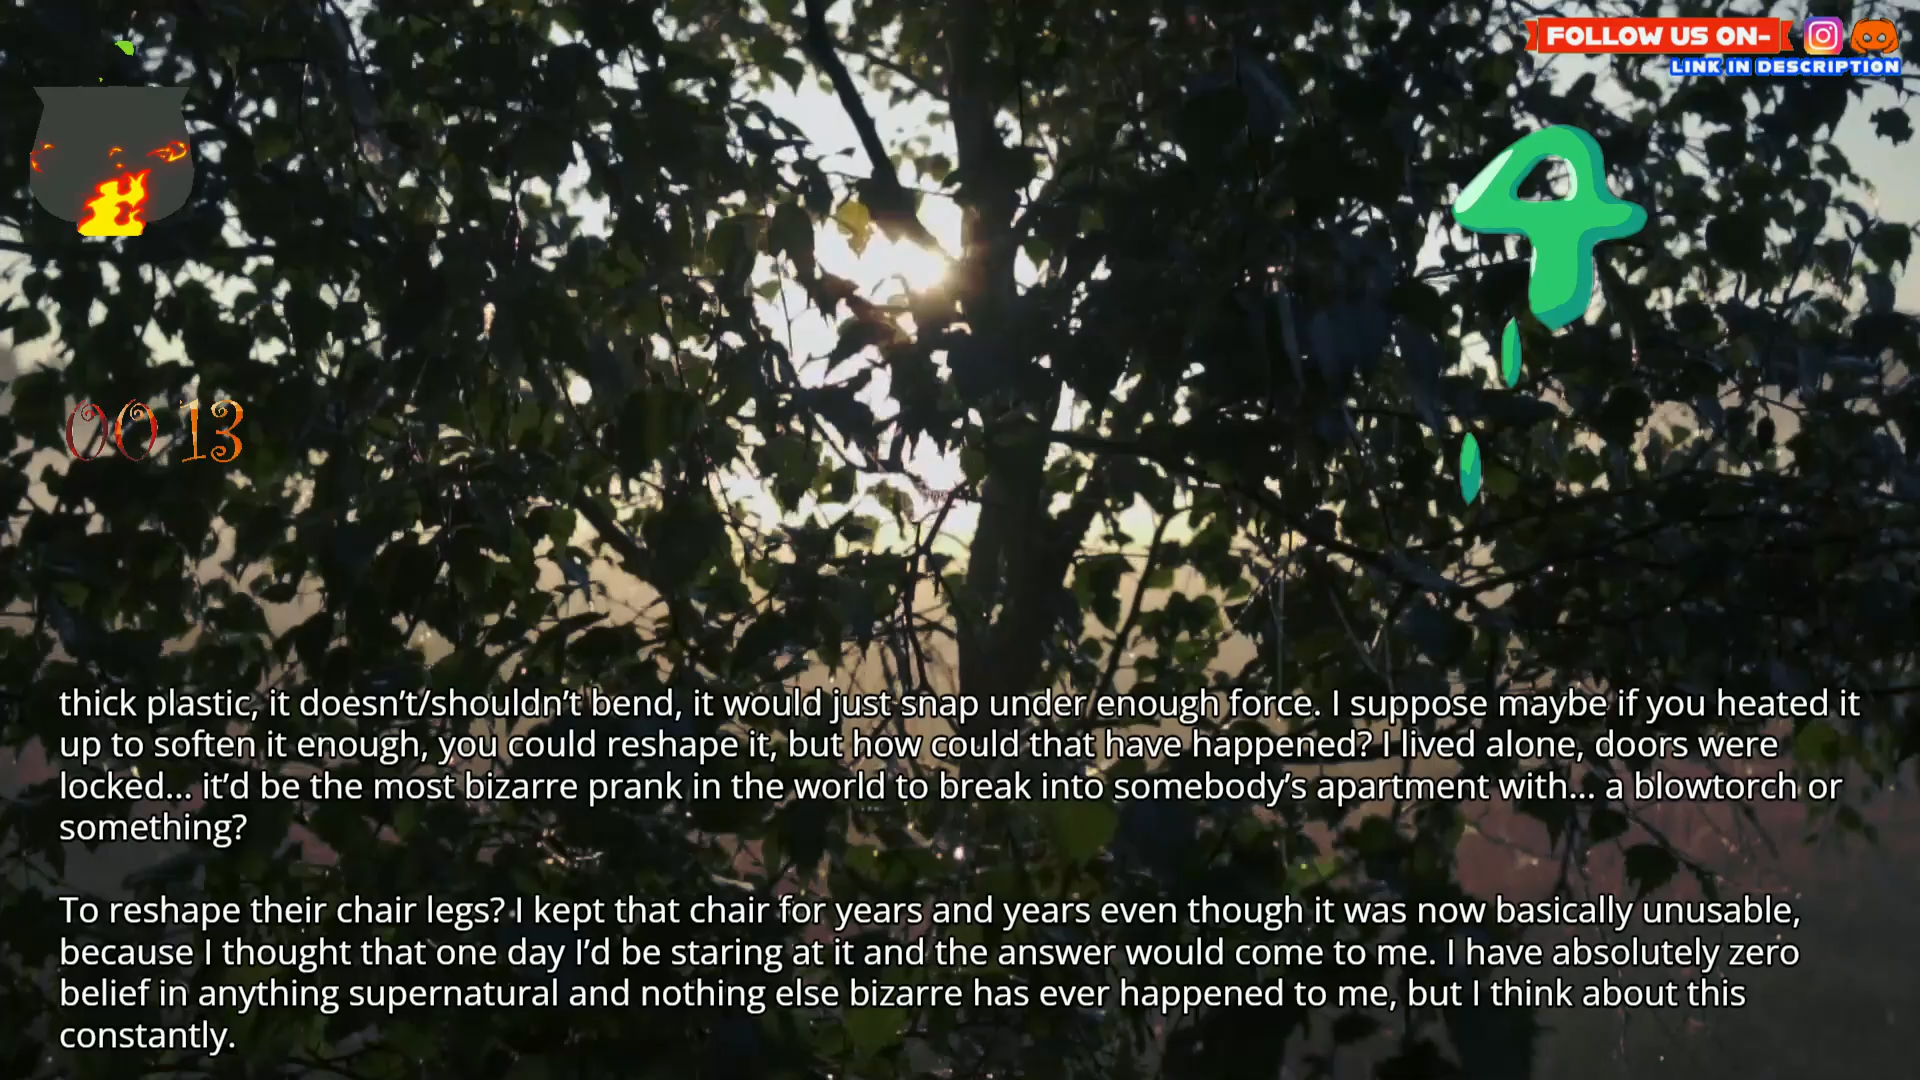 FOLLOW US ON-
LINK IN DESCRIPTION
4
00 13
thick plastic, it doesn’t/shouldn’t bend, it would just snap under enough force. I suppose maybe if you heated it
up to soften it enough, you could reshape it, but how could that have happened? I lived alone, doors were
locked... it’d be the most bizarre prank in the world to break into somebody’s apartment with... a blowtorch or
something?
To reshape their chair legs? I kept that chair for years and years even though it was now basically unusable,
because I thought that one day I’d be staring at it and the answer would come to me. I have absolutely zero
belief in anything supernatural and nothing else bizarre has ever happened to me, but I think about this
constantly.